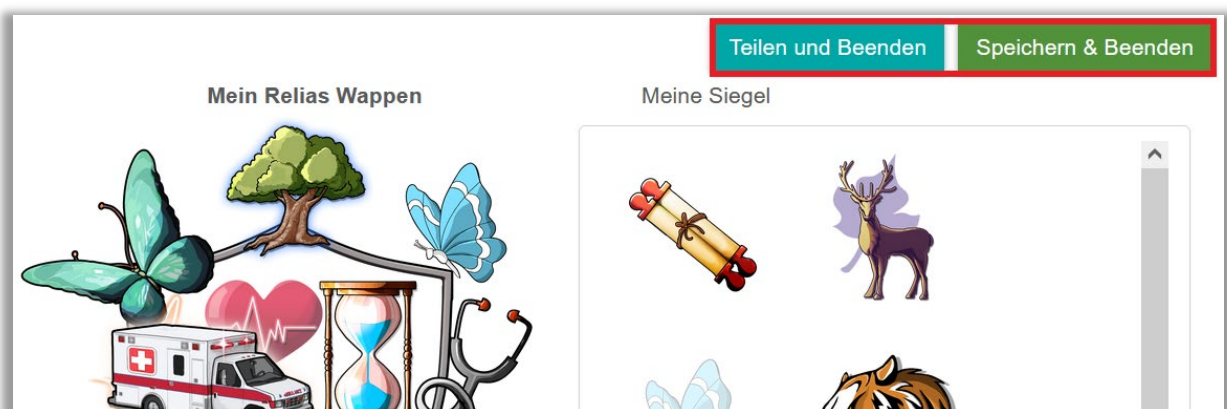 Teilen und Beenden
Speichern & Beenden
Mein Relias Wappen
Meine Siegel